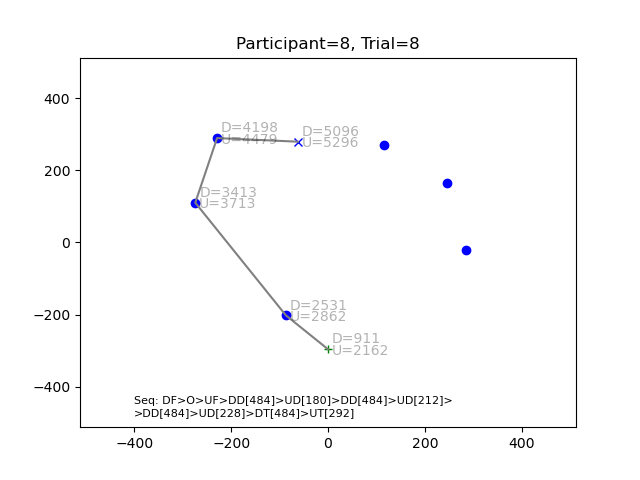 Participant=8, Trial=8
400
200
0
−200
−400
D=4198
U=4479
D=5096
U=5296
D=3413
U=3713
D=2531
U=2862
D=911
U=2162
Seq: DF>O>UF>DD[484]>UD[180]>DD[484]>UD[212]>
>DD[484]>UD[228]>DT[484]>UT[292]
−400 −200 0 200 400